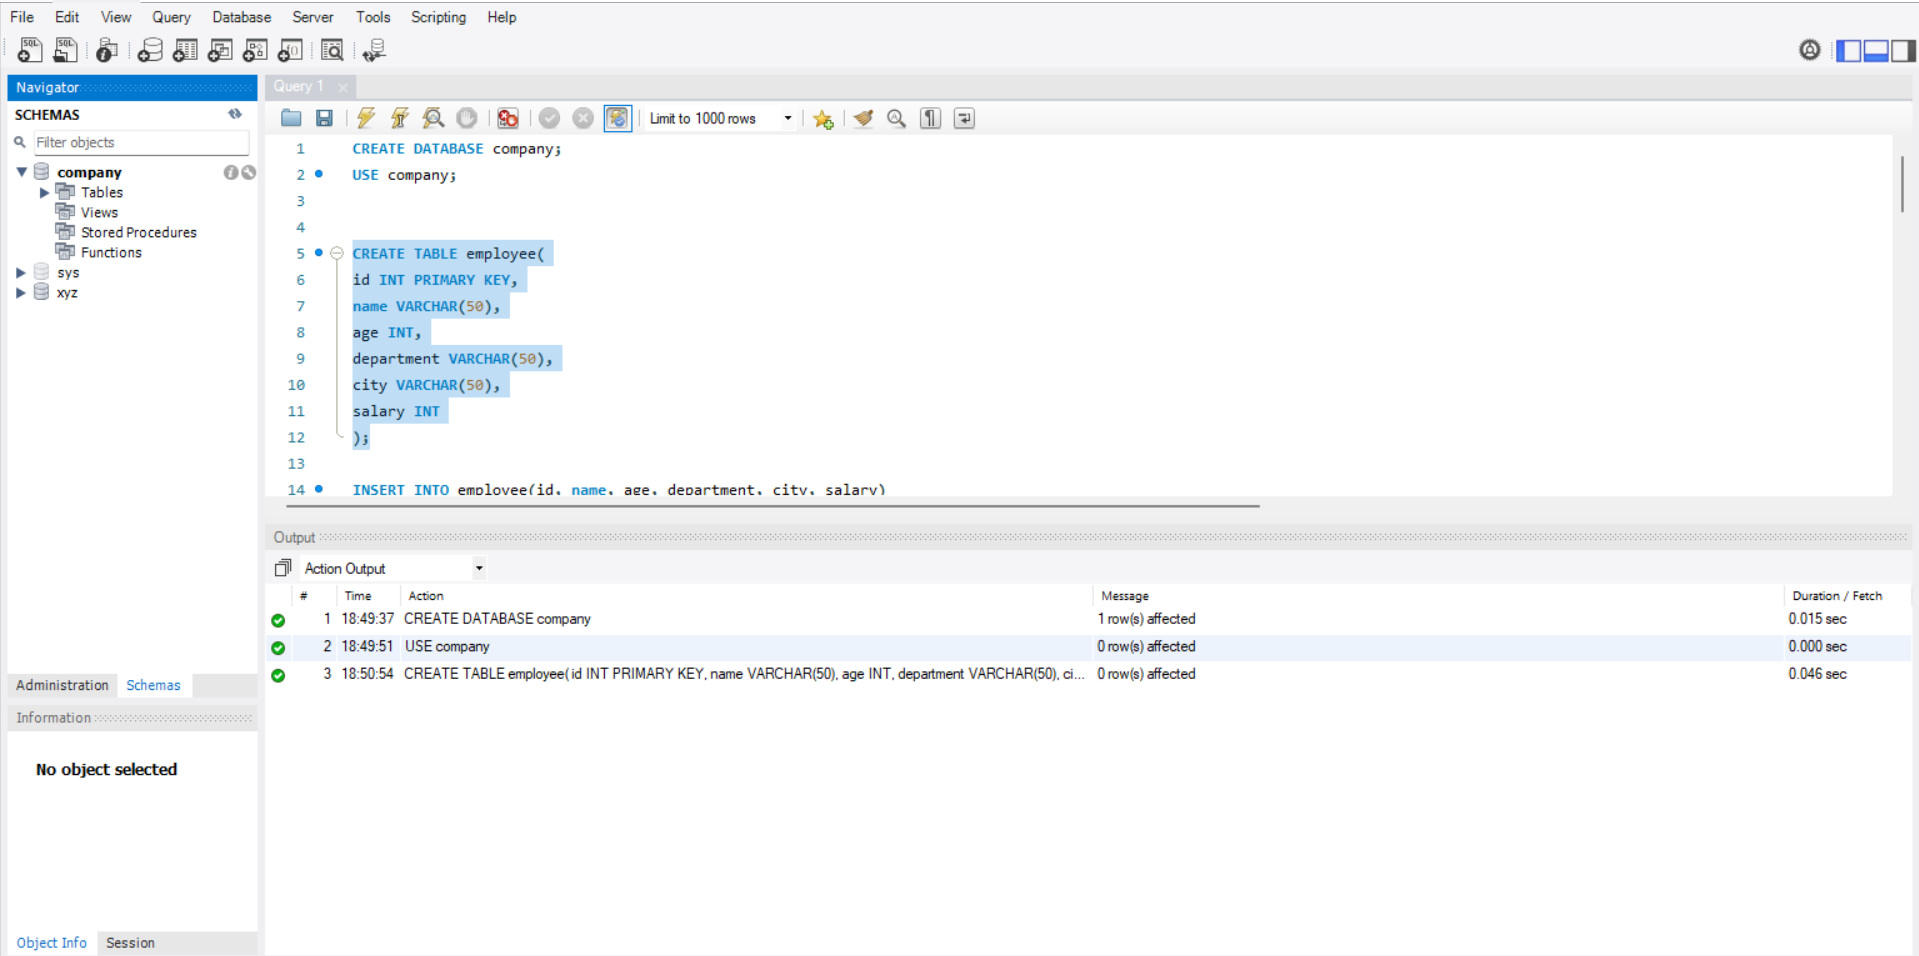 File Edit View Query Database Server Tools Scripting Help
Navigator
SCHEMAS
Filter objects
company
Tables
Views
Stored Procedures
Functions
sys
xyz
Administration Schemas
Information
No object selected
Object Info Session
Query 1
Limit to 1000 rows
1 CREATE DATABASE company;
2 USE company;
3
4
5 CREATE TABLE employee(
6 id INT PRIMARY KEY,
7 name VARCHAR(50),
8 age INT,
9 department VARCHAR(50),
10 city VARCHAR(50),
11 salary INT
12 );
13
14 INSERT INTO employee(id, name, age, department, city, salary)
Output
Action Output
# Time Action Message Duration / Fetch
1 18:49:37 CREATE DATABASE company 1 row(s) affected 0.015 sec
2 18:49:51 USE company 0 row(s) affected 0.000 sec
3 18:50:54 CREATE TABLE employee( id INT PRIMARY KEY, name VARCHAR(50), age INT, department VARCHAR(50), ci... 0 row(s) affected 0.046 sec